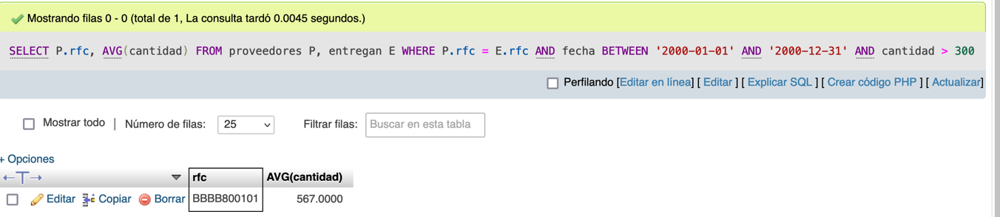 Mostrando filas 0 - 0 (total de 1, La consulta tardó 0.0045 segundos.)
SELECT P.rfc, AVG(cantidad) FROM proveedores P, entregan E WHERE P.rfc = E.rfc AND fecha BETWEEN '2000-01-01' AND '2000-12-31' AND cantidad > 300
Perfilando [Editar en línea] [ Editar ] [ Explicar SQL ] [ Crear código PHP ] [ Actualizar]
Mostrar todo | Número de filas: 25 Filtrar filas: Buscar en esta tabla
+ Opciones
←T→ rfc AVG(cantidad)
Editar Copiar Borrar BBBB800101 567.0000